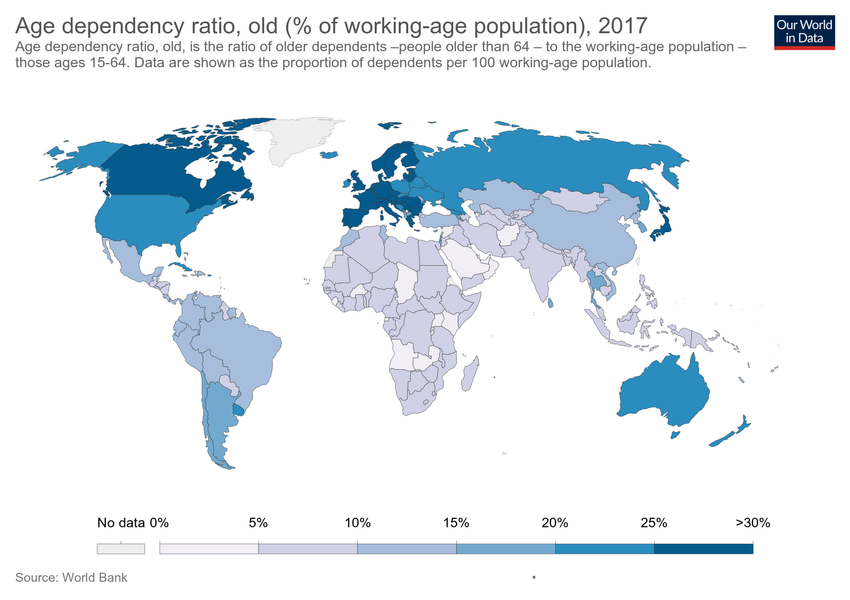 Age dependency ratio, old (% of working-age population), 2017
Our World
in Data
Age dependency ratio, old, is the ratio of older dependents –people older than 64 – to the working-age population –
those ages 15-64. Data are shown as the proportion of dependents per 100 working-age population.
No data 0% 5% 10% 15% 20% 25% >30%
Source: World Bank